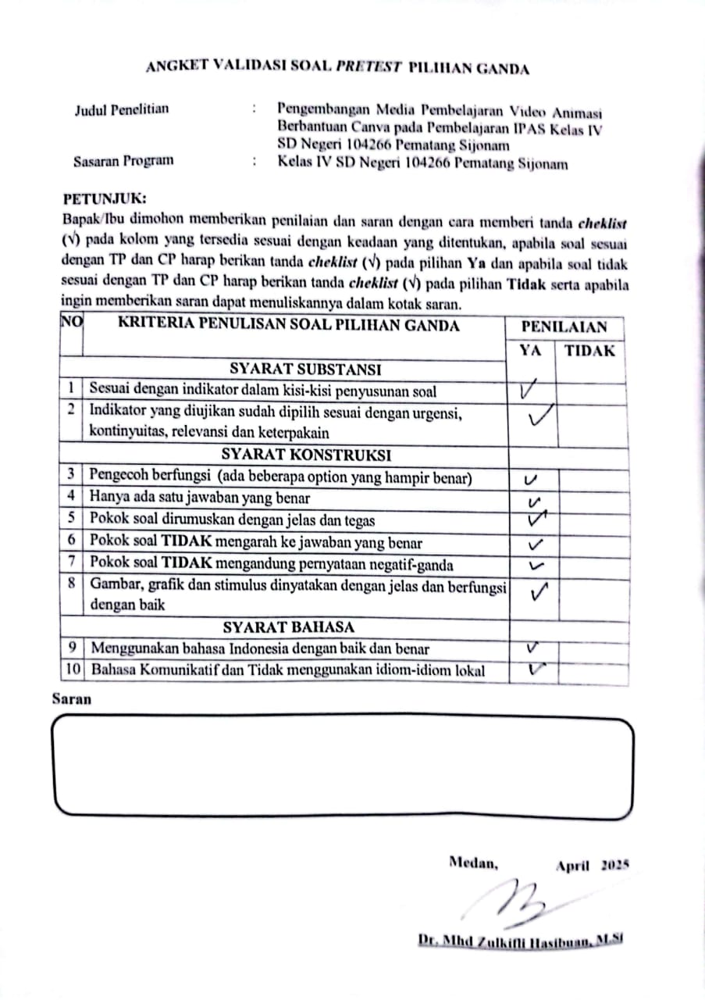 ANGKET VALIDASI SOAL PRETEST PILIHAN GANDA
Judul Penelitian : Pengembangan Media Pembelajaran Video Animasi
Berbantuan Canva pada Pembelajaran IPAS Kelas IV
SD Negeri 104266 Pematang Sijonam
Sasaran Program : Kelas IV SD Negeri 104266 Pematang Sijonam
PETUNJUK:
Bapak/Ibu dimohon memberikan penilaian dan saran dengan cara memberi tanda cheklist
(√) pada kolom yang tersedia sesuai dengan keadaan yang ditentukan, apabila soal sesuai
dengan TP dan CP harap berikan tanda cheklist (√) pada pilihan Ya dan apabila soal tidak
sesuai dengan TP dan CP harap berikan tanda cheklist (√) pada pilihan Tidak serta apabila
ingin memberikan saran dapat menuliskannya dalam kotak saran.
NO KRITERIA PENULISAN SOAL PILIHAN GANDA PENILAIAN
YA TIDAK
SYARAT SUBSTANSI
1 Sesuai dengan indikator dalam kisi-kisi penyusunan soal ✓
2 Indikator yang diujikan sudah dipilih sesuai dengan urgensi, ✓
kontinyuitas, relevansi dan keterpakain
SYARAT KONSTRUKSI
3 Pengecoh berfungsi (ada beberapa option yang hampir benar) ✓
4 Hanya ada satu jawaban yang benar ✓
5 Pokok soal dirumuskan dengan jelas dan tegas ✓
6 Pokok soal TIDAK mengarah ke jawaban yang benar ✓
7 Pokok soal TIDAK mengandung pernyataan negatif-ganda ✓
8 Gambar, grafik dan stimulus dinyatakan dengan jelas dan berfungsi ✓
dengan baik
SYARAT BAHASA
9 Menggunakan bahasa Indonesia dengan baik dan benar ✓
10 Bahasa Komunikatif dan Tidak menggunakan idiom-idiom lokal ✓
Saran
Medan, April 2025
Dr. Mhd Zulkifli Hasibuan, M.Si